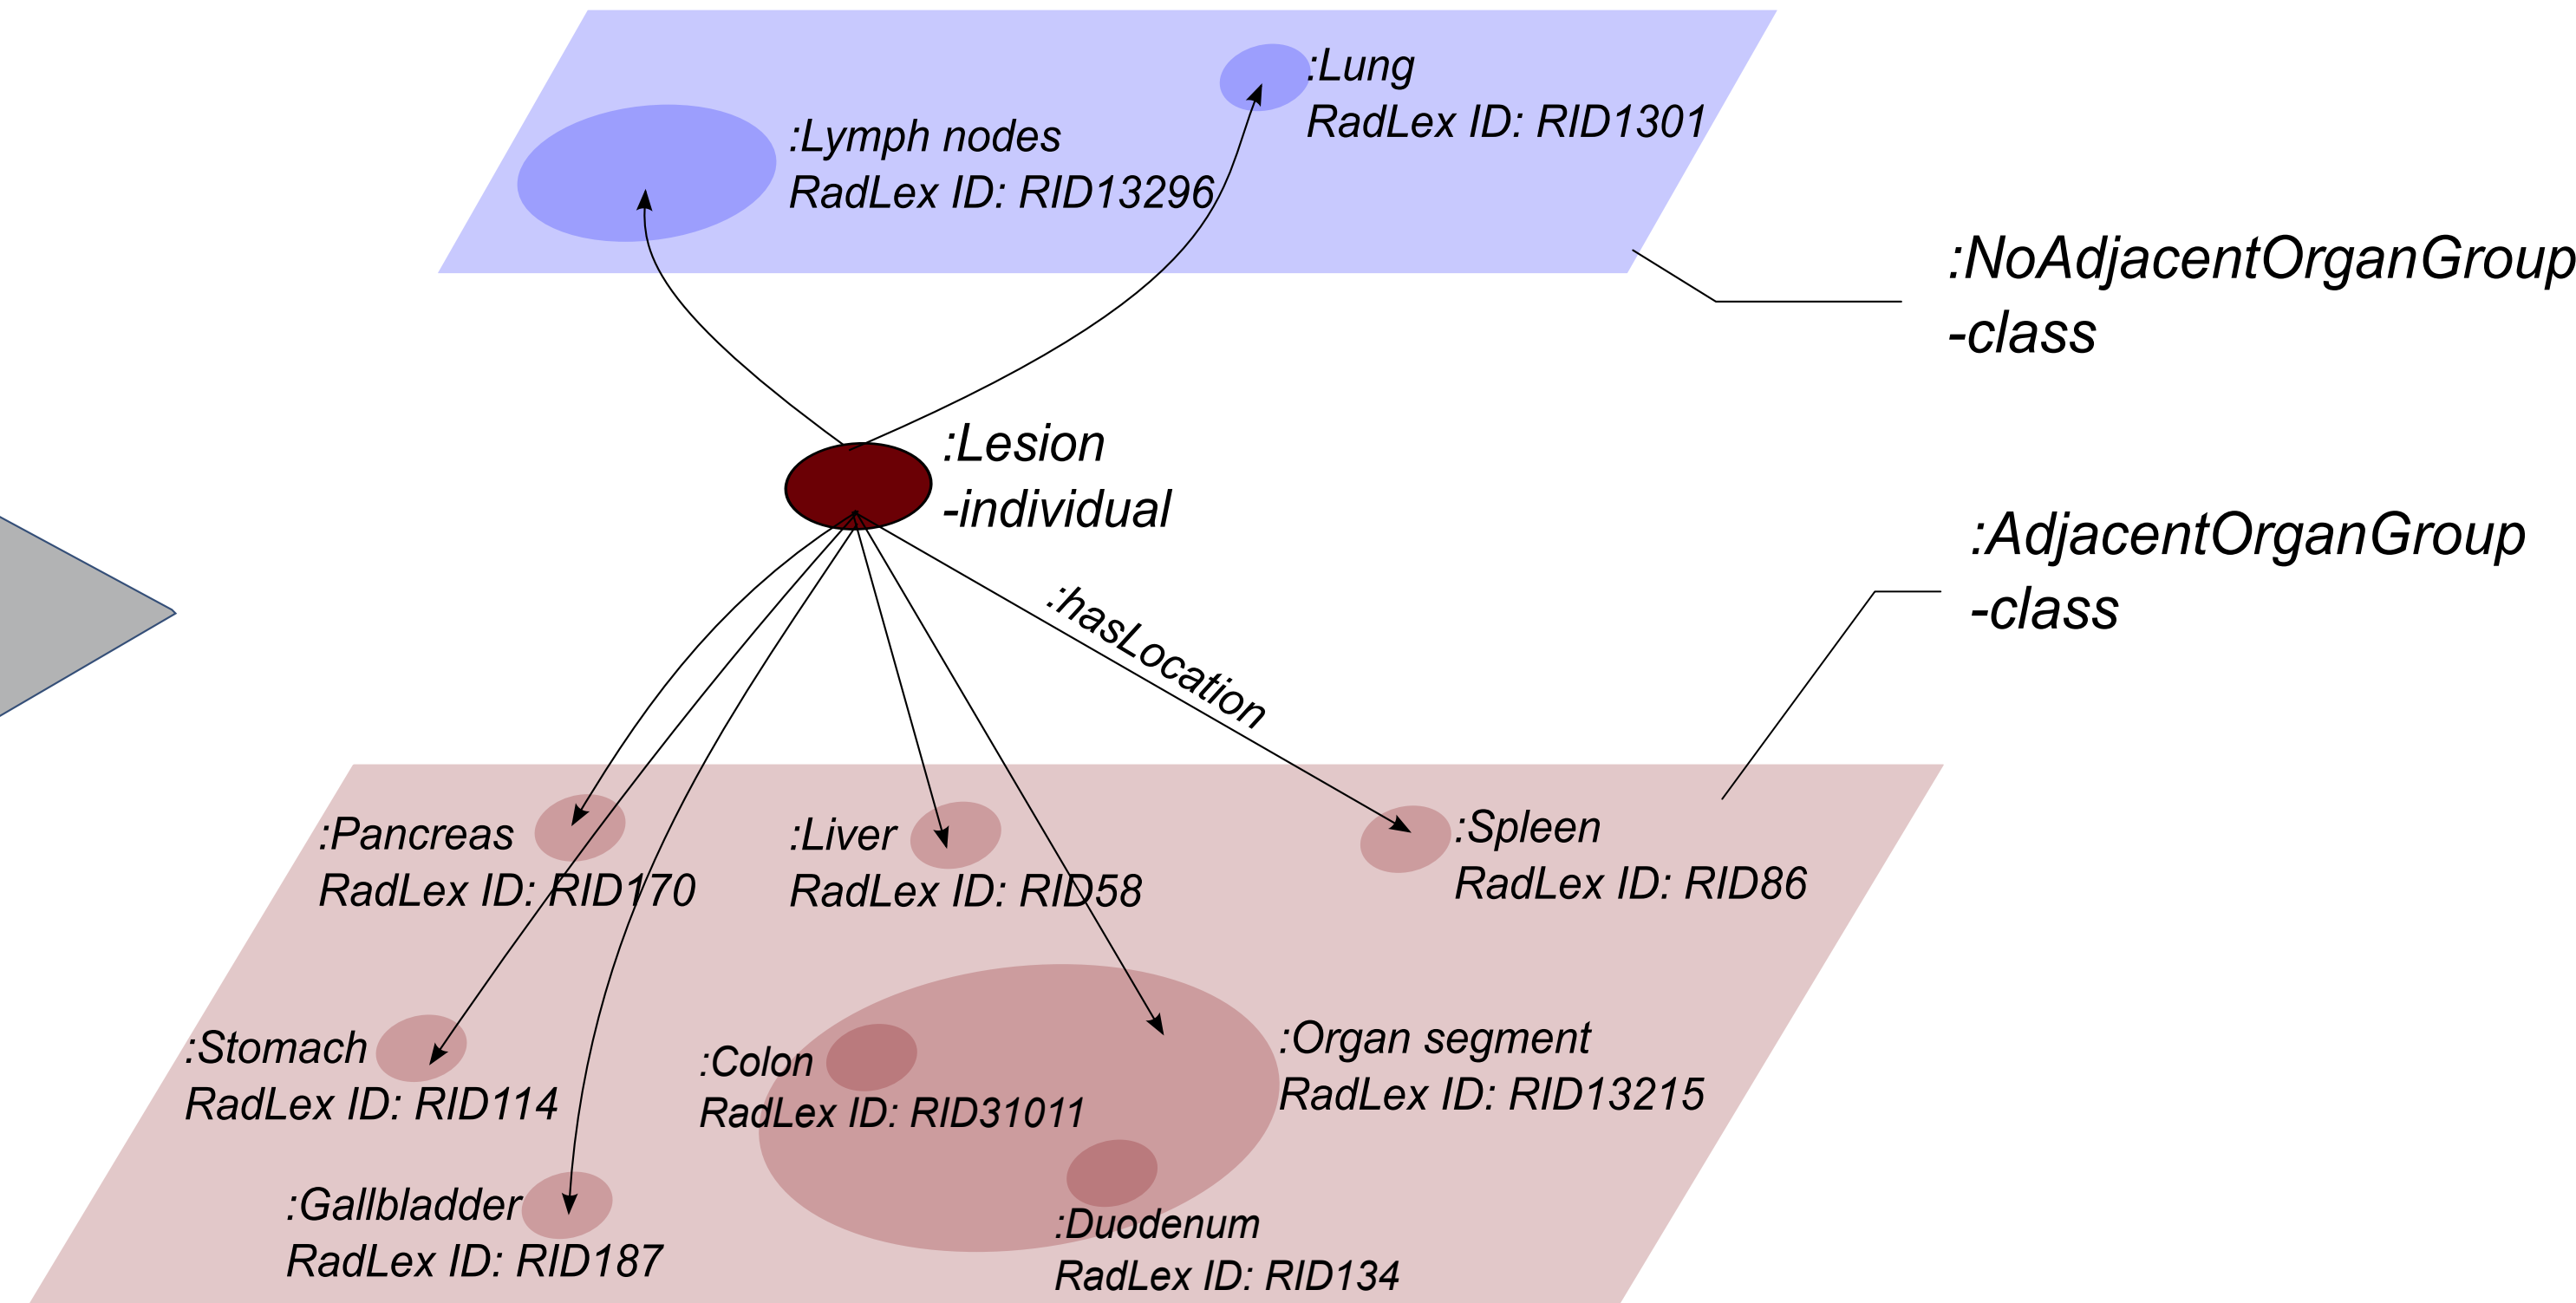 :Lung
RadLex ID: RID1301
:Lymph nodes
RadLex ID: RID13296
:NoAdjacentOrganGroup
-class
:Lesion
-individual
:AdjacentOrganGroup
-class
:hasLocation
:Pancreas
RadLex ID: RID170
:Liver
RadLex ID: RID58
:Spleen
RadLex ID: RID86
:Stomach
RadLex ID: RID114
:Colon
RadLex ID: RID31011
:Organ segment
RadLex ID: RID13215
:Gallbladder
RadLex ID: RID187
:Duodenum
RadLex ID: RID134